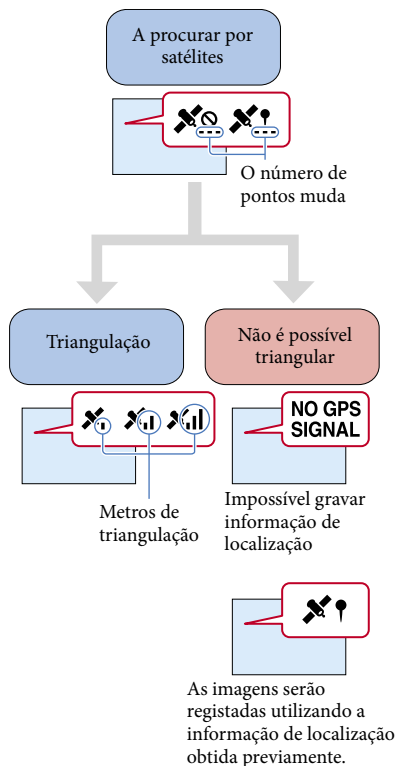 A procurar por
satélites
O número de
pontos muda
Triangulação
Não é possível
triangular
NO GPS
SIGNAL
Metros de
triangulação
Impossível gravar
informação de
localização
As imagens serão
registadas utilizando a
informação de localização
obtida previamente.